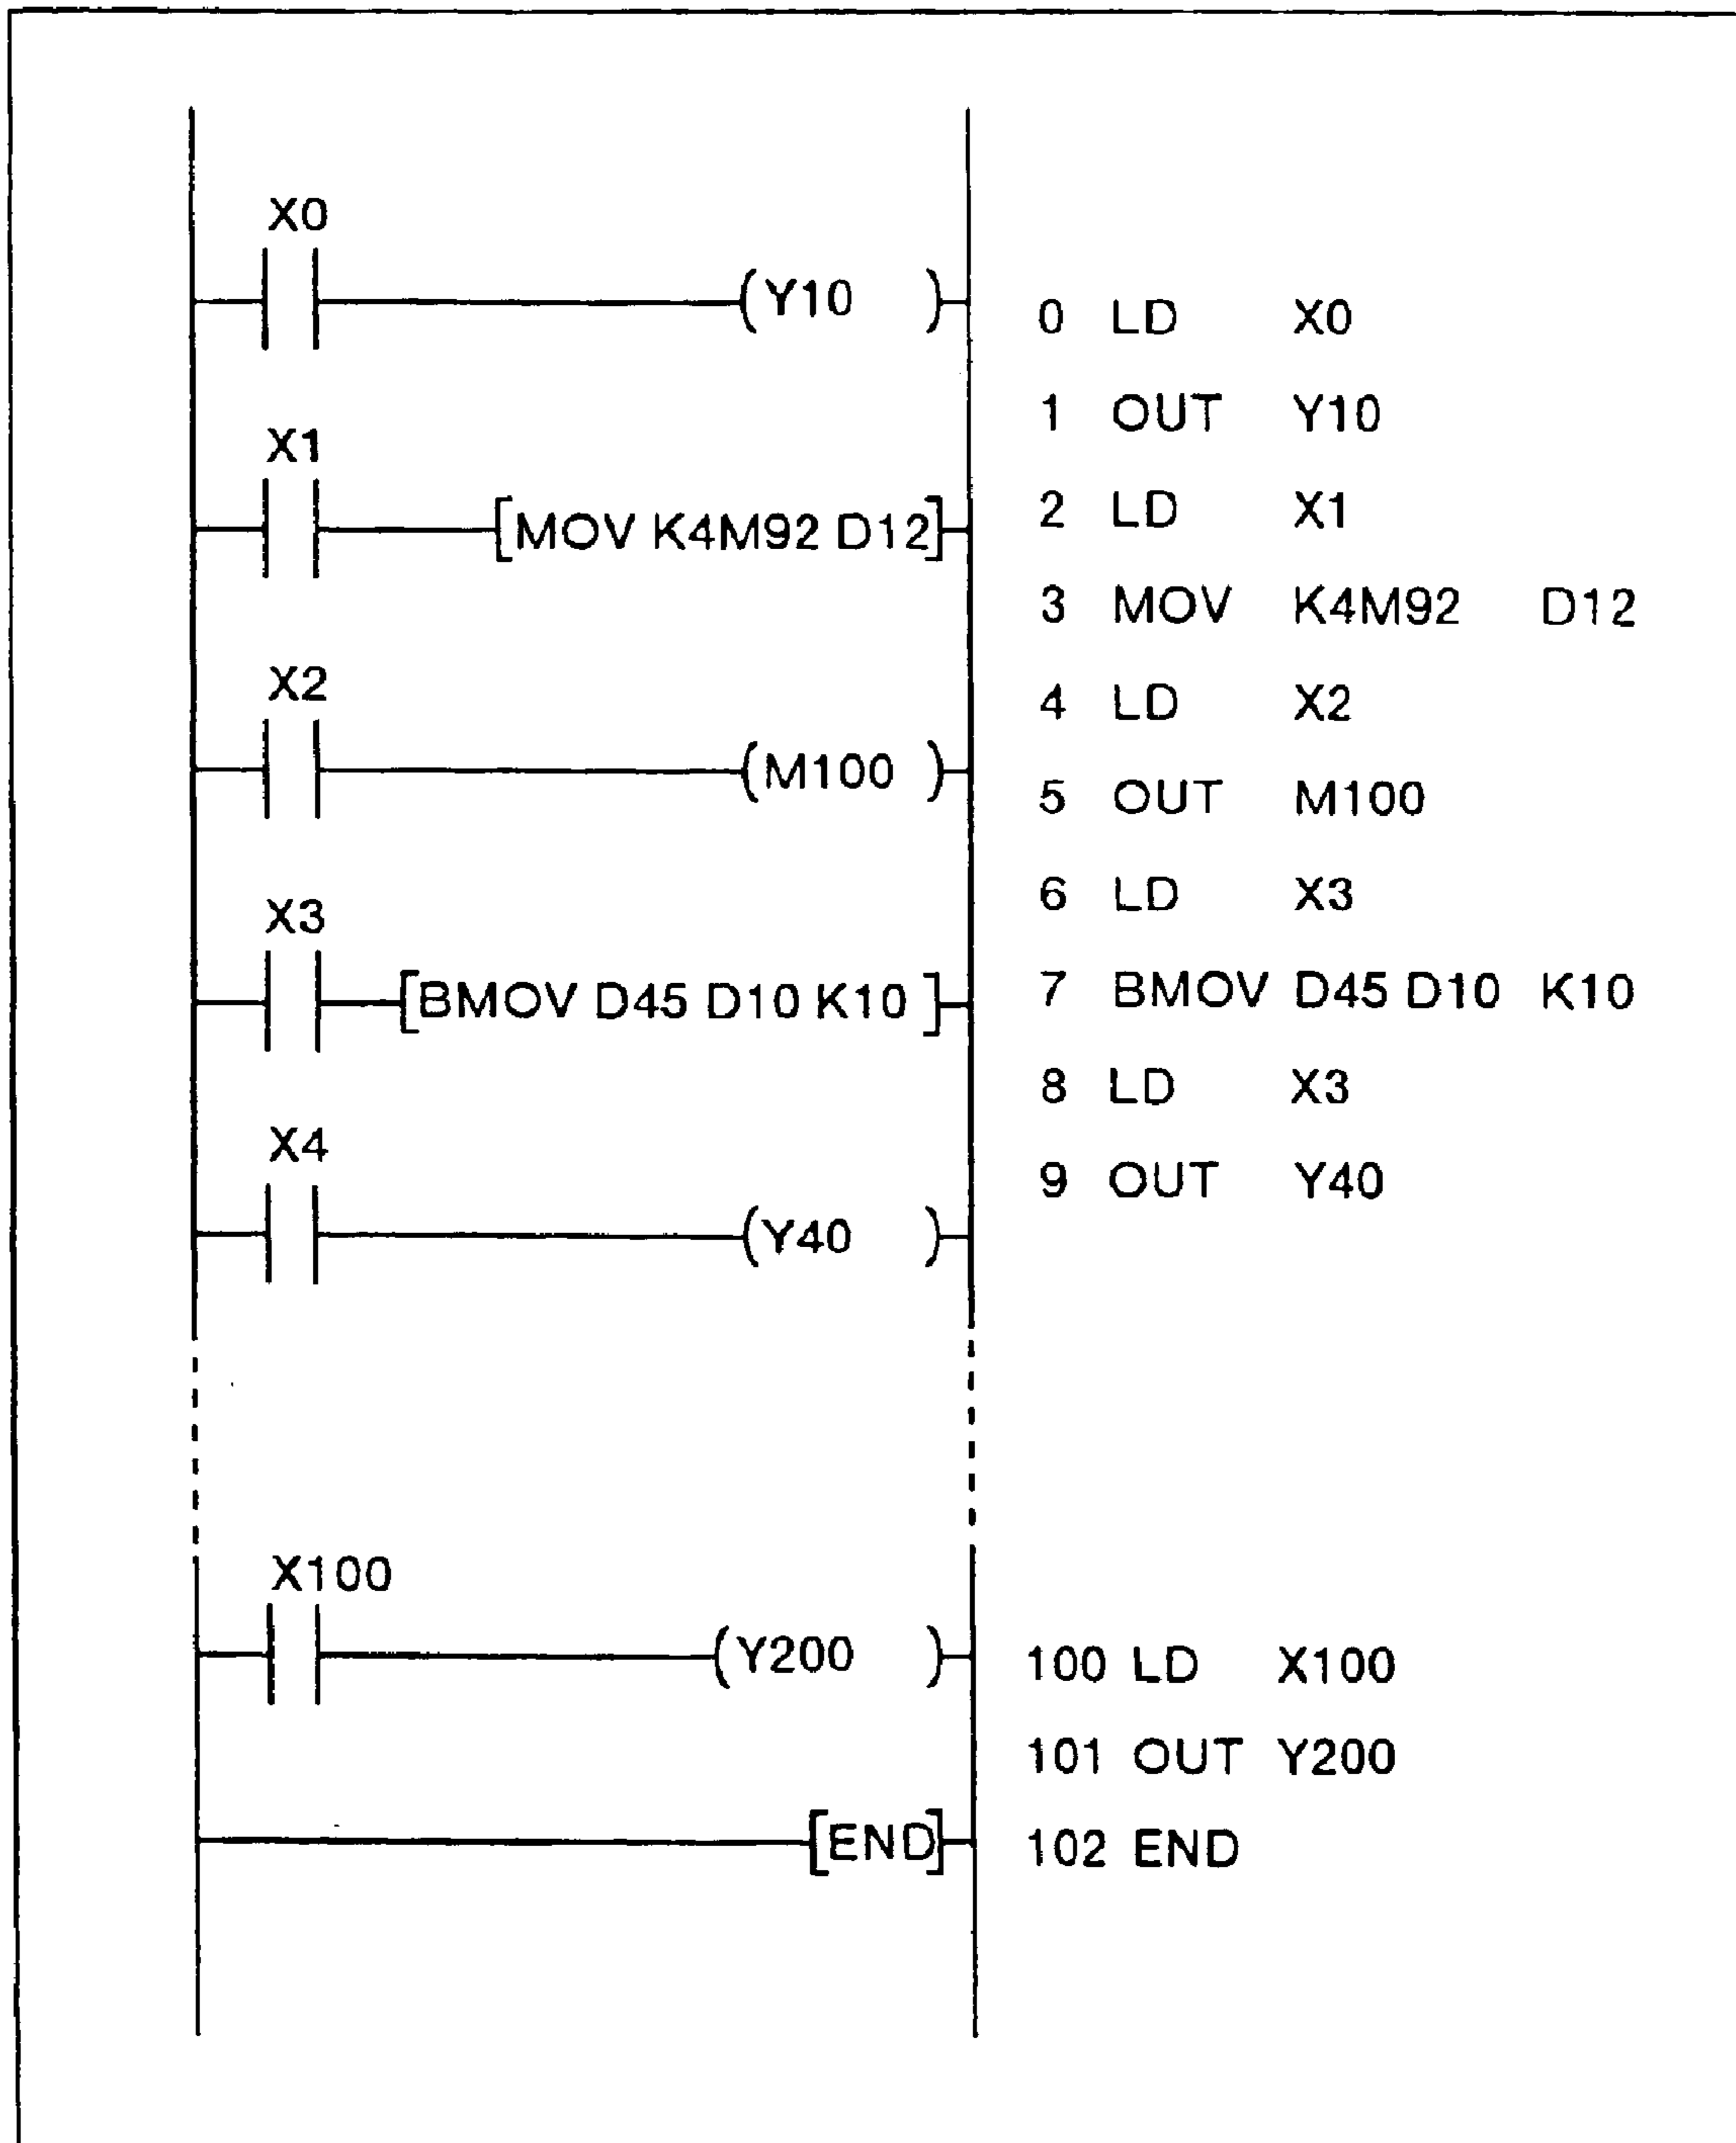 X0
(Y10 )
X1
[MOV K4M92 D12]
X2
(M100 )
X3
[BMOV D45 D10 K10 ]
X4
(Y40 )
X100
(Y200 )
[END]
0 LD X0
1 OUT Y10
2 LD X1
3 MOV K4M92 D12
4 LD X2
5 OUT M100
6 LD X3
7 BMOV D45 D10 K10
8 LD X3
9 OUT Y40
100 LD X100
101 OUT Y200
102 END